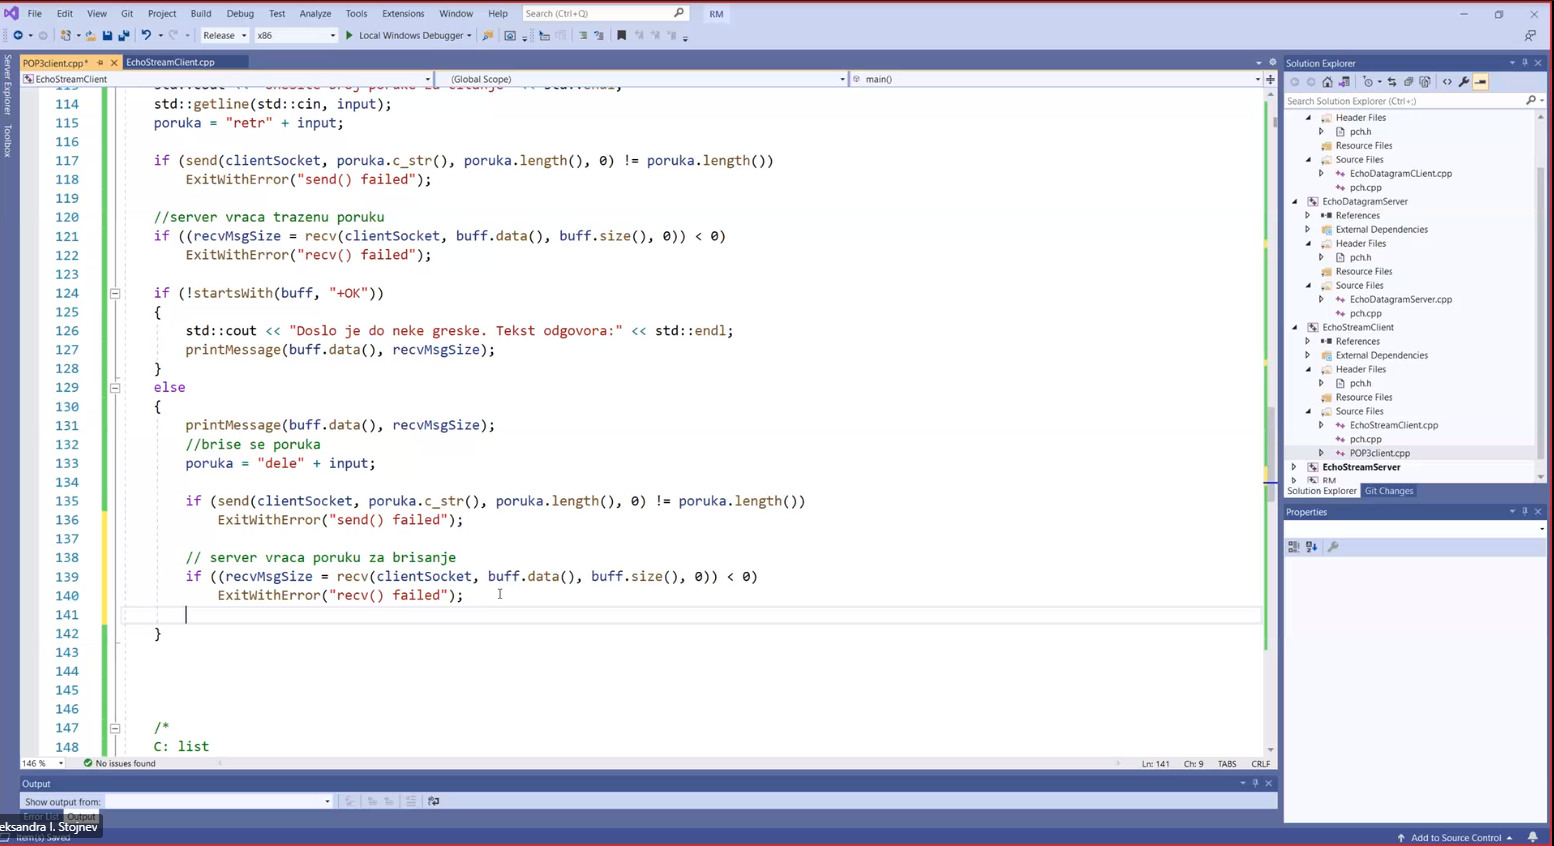 File Edit View Git Project Build Debug Test Analyze Tools Extensions Window Help Search (Ctrl+Q) RM
Release x86 Local Windows Debugger
Server Explorer
Toolbox
POP3client.cpp* EchoStreamClient.cpp
EchoStreamClient (Global Scope) main()
114 std::getline(std::cin, input);
115 poruka = "retr" + input;
116
117 if (send(clientSocket, poruka.c_str(), poruka.length(), 0) != poruka.length())
118 ExitWithError("send() failed");
119
120 //server vraca trazenu poruku
121 if ((recvMsgSize = recv(clientSocket, buff.data(), buff.size(), 0)) < 0)
122 ExitWithError("recv() failed");
123
124 if (!startsWith(buff, "+OK"))
125 {
126 std::cout << "Doslo je do neke greske. Tekst odgovora:" << std::endl;
127 printMessage(buff.data(), recvMsgSize);
128 }
129 else
130 {
131 printMessage(buff.data(), recvMsgSize);
132 //brise se poruka
133 poruka = "dele" + input;
134
135 if (send(clientSocket, poruka.c_str(), poruka.length(), 0) != poruka.length())
136 ExitWithError("send() failed");
137
138 // server vraca poruku za brisanje
139 if ((recvMsgSize = recv(clientSocket, buff.data(), buff.size(), 0)) < 0)
140 ExitWithError("recv() failed");
141
142 }
143
144
145
146
147 /*
148 C: list
146 % No issues found Ln: 141 Ch: 9 TABS CRLF
Output
Show output from:
Error List Output
eksandra I. Stojnev
Item(s) Saved
Add to Source Control
Solution Explorer
Search Solution Explorer (Ctrl+;)
Header Files
pch.h
Resource Files
Source Files
EchoDatagramCLient.cpp
pch.cpp
EchoDatagramServer
References
External Dependencies
Header Files
pch.h
Resource Files
Source Files
EchoDatagramServer.cpp
pch.cpp
EchoStreamClient
References
External Dependencies
Header Files
pch.h
Resource Files
Source Files
EchoStreamClient.cpp
pch.cpp
POP3client.cpp
EchoStreamServer
RM
Solution Explorer Git Changes
Properties